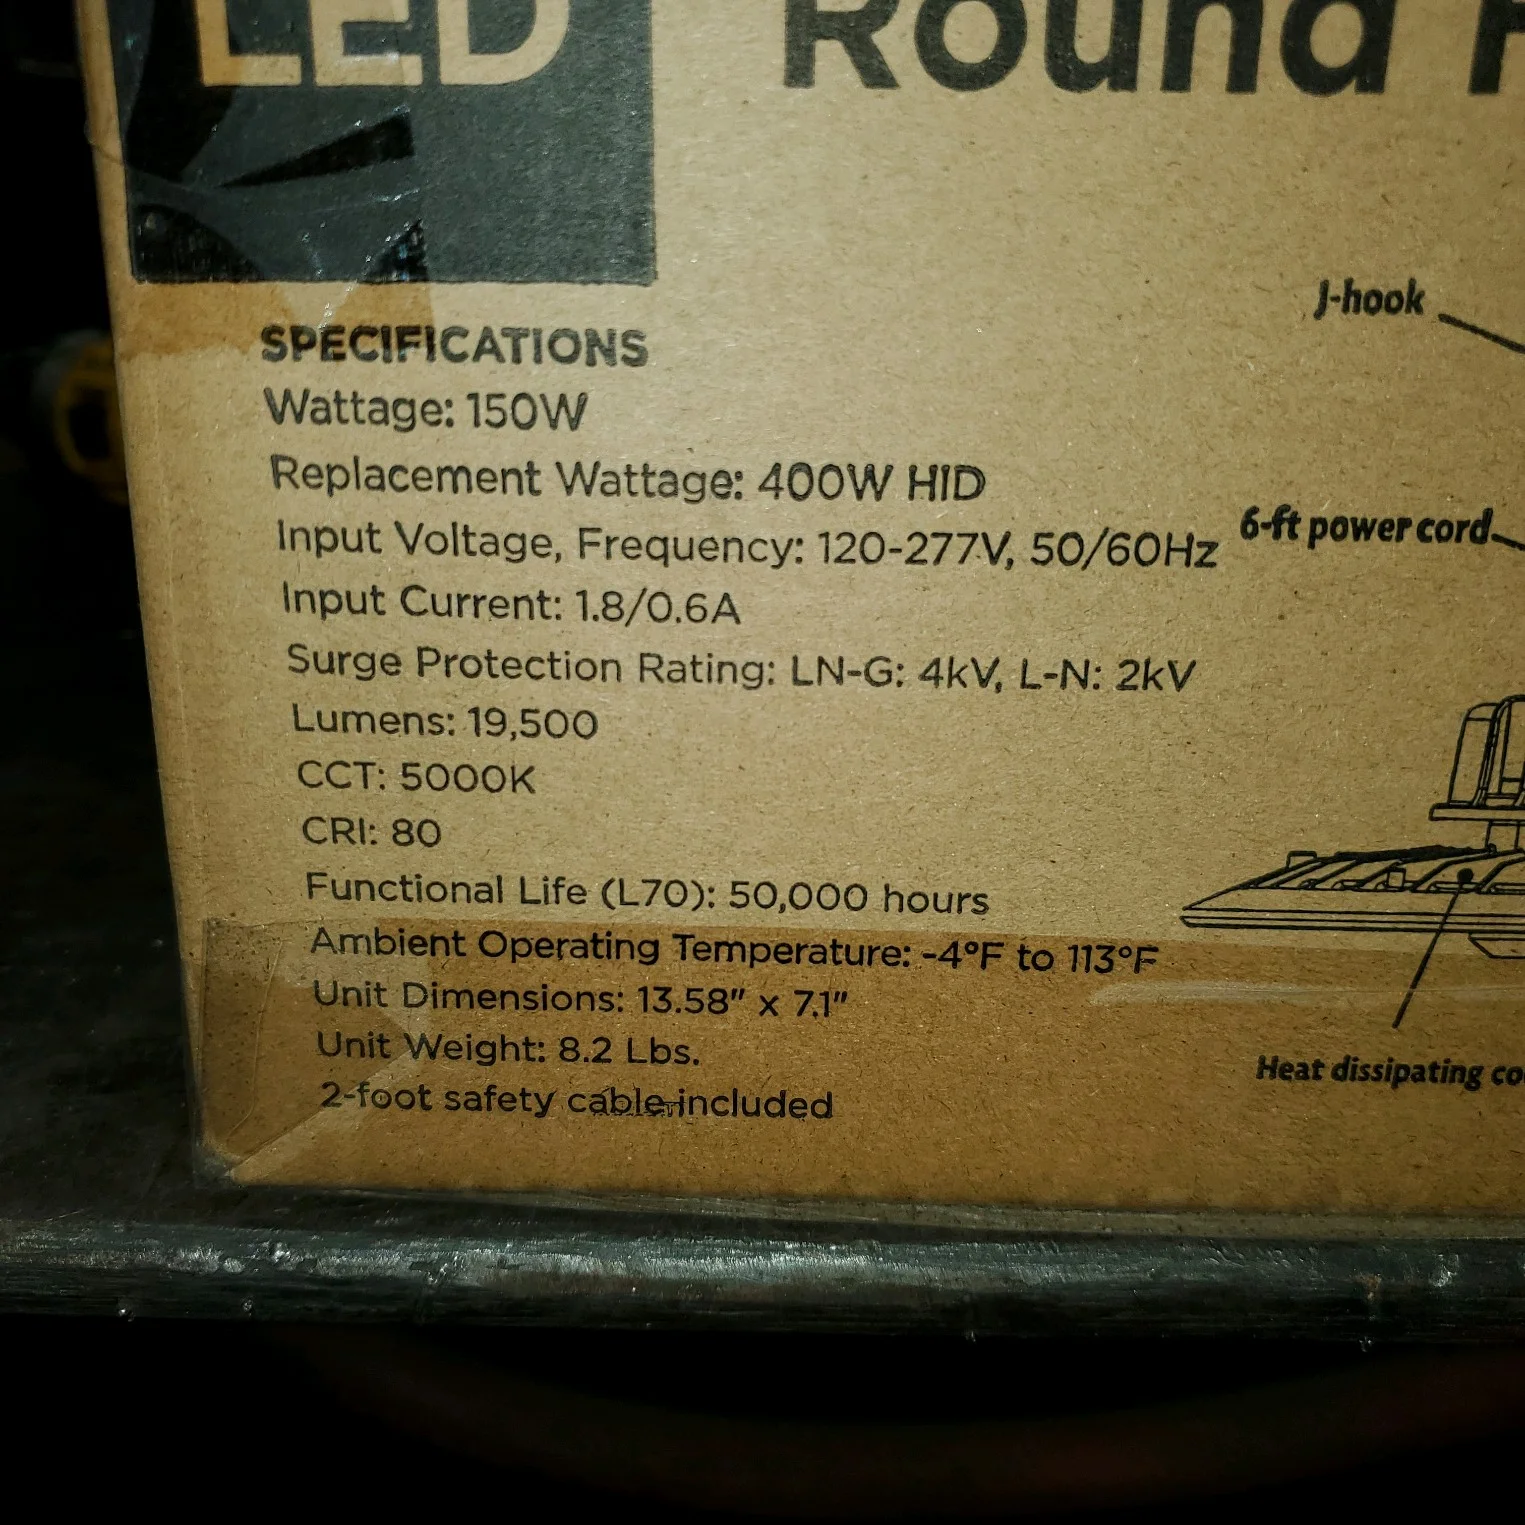 LED
Round
J-hook
SPECIFICATIONS
Wattage: 150W
Replacement Wattage: 400W HID
Input Voltage, Frequency: 120-277V, 50/60Hz
6-ft power cord
Input Current: 1.8/0.6A
Surge Protection Rating: LN-G: 4kV, L-N: 2kV
Lumens: 19,500
CCT: 5000K
CRI: 80
Functional Life (L70): 50,000 hours
Ambient Operating Temperature: -4°F to 113°F
Unit Dimensions: 13.58" x 7.1"
Unit Weight: 8.2 Lbs.
2-foot safety cable included
Heat dissipating